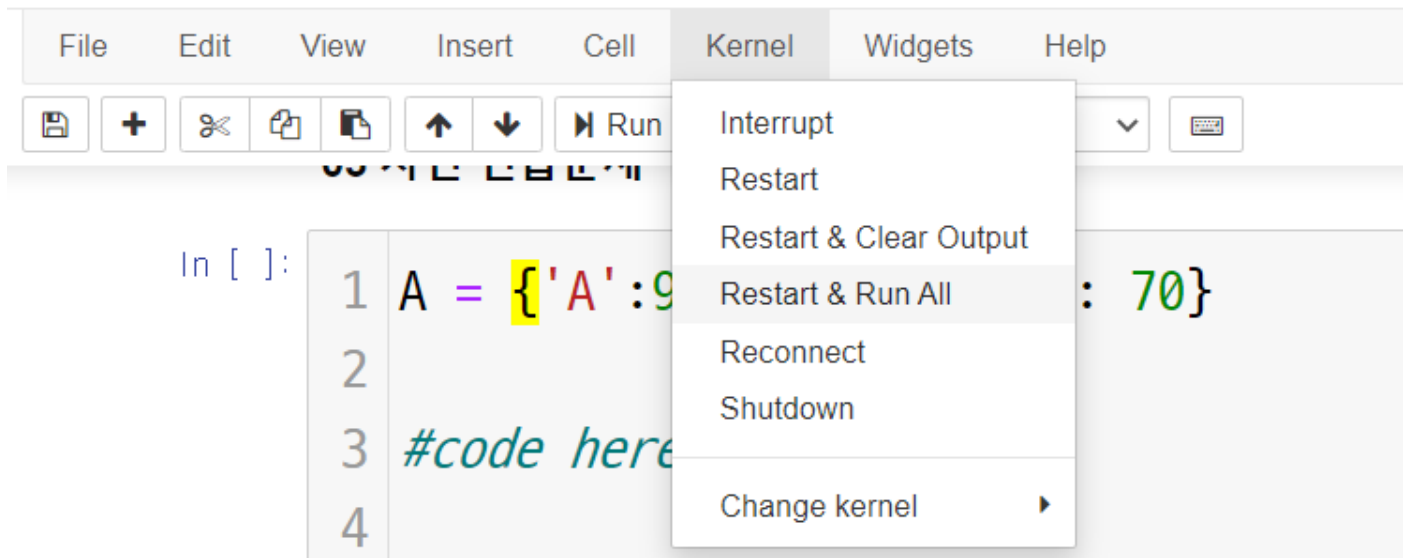 File Edit View Insert Cell Kernel Widgets Help
Run
Interrupt
Restart
Restart & Clear Output
Restart & Run All
Reconnect
Shutdown
Change kernel
In [ ]:
1 A = {'A':9 : 70}
2
3 #code here
4